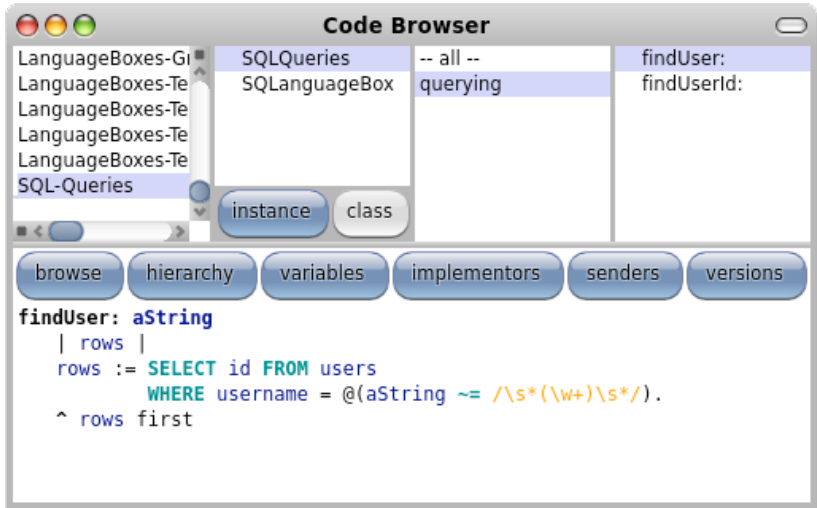 Code Browser
LanguageBoxes-Gr
LanguageBoxes-Te
LanguageBoxes-Te
LanguageBoxes-Te
LanguageBoxes-Te
SQL-Queries
SQLQueries
SQLanguageBox
instance class
-- all --
querying
findUser:
findUserId:
browse hierarchy variables implementors senders versions
findUser: aString
| rows |
rows := SELECT id FROM users
WHERE username = @(aString ~= /\s*(\w+)\s*/).
^ rows first